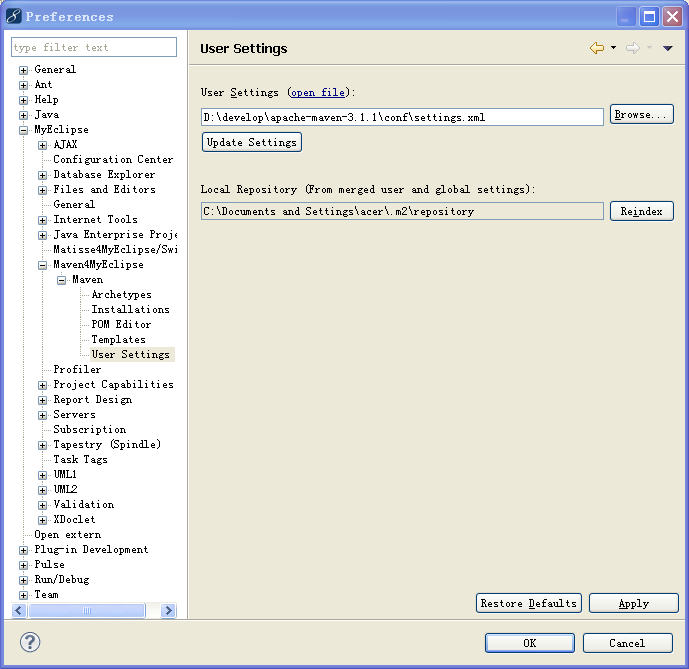 Preferences
type filter text
General
Ant
Help
Java
MyEclipse
AJAX
Configuration Center
Database Explorer
Files and Editors
General
Internet Tools
Java Enterprise Proje
Matisse4MyEclipse/Swi
Maven4MyEclipse
Maven
Archetypes
Installations
POM Editor
Templates
User Settings
Profiler
Project Capabilities
Report Design
Servers
Subscription
Tapestry (Spindle)
Task Tags
UML1
UML2
Validation
XDoclet
Open extern
Plug-in Development
Pulse
Run/Debug
Team
User Settings
User Settings (open file):
D:\develop\apache-maven-3.1.1\conf\settings.xml
Browse...
Update Settings
Local Repository (From merged user and global settings):
C:\Documents and Settings\acer\.m2\repository
Reindex
Restore Defaults
Apply
?
OK
Cancel